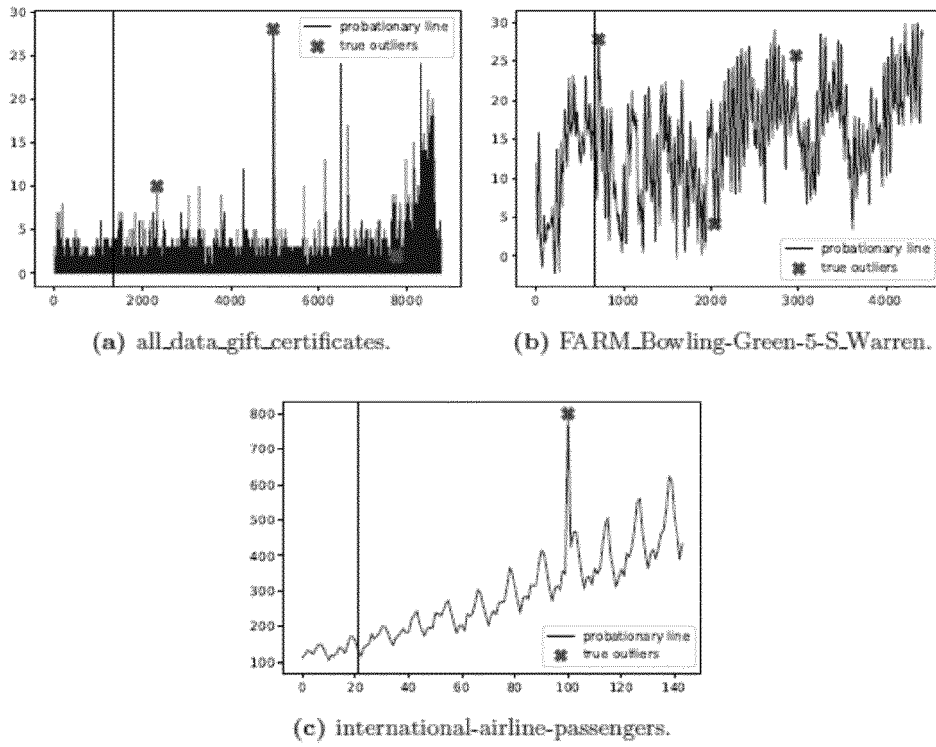 30
25
20
15
10
5
0
probationary line
true outliers
0 2000 4000 6000 8000
(a) all_data_gift_certificates.
30
25
20
15
10
5
0
probationary line
true outliers
0 1000 2000 3000 4000
(b) FARM_Bowling-Green-5-S_Warren.
800
700
600
500
400
300
200
100
probationary line
true outliers
0 20 40 60 80 100 120 140
(c) international-airline-passengers.